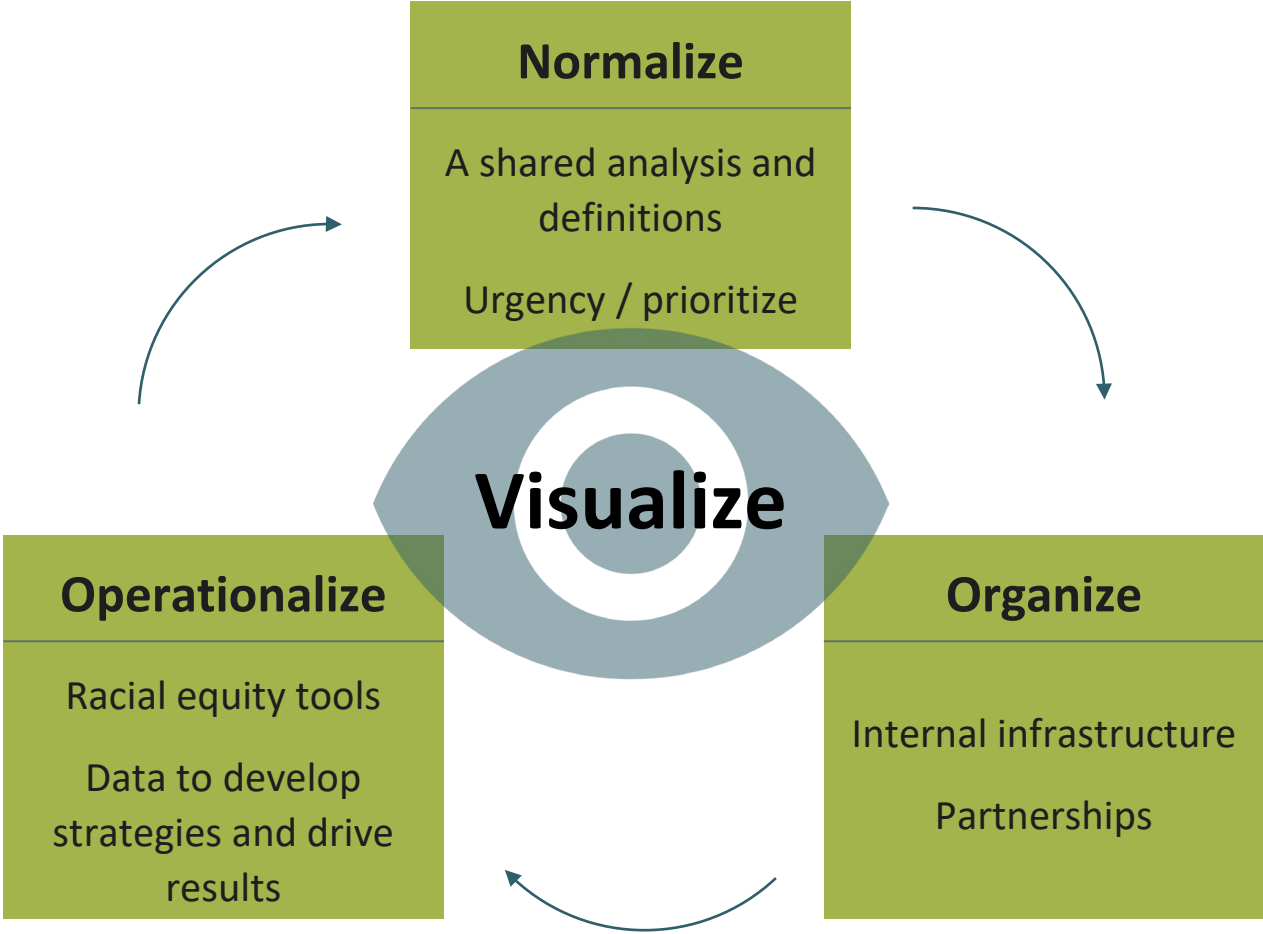 Normalize
A shared analysis and
definitions
Urgency / prioritize
Visualize
Operationalize
Racial equity tools
Data to develop
strategies and drive
results
Organize
Internal infrastructure
Partnerships